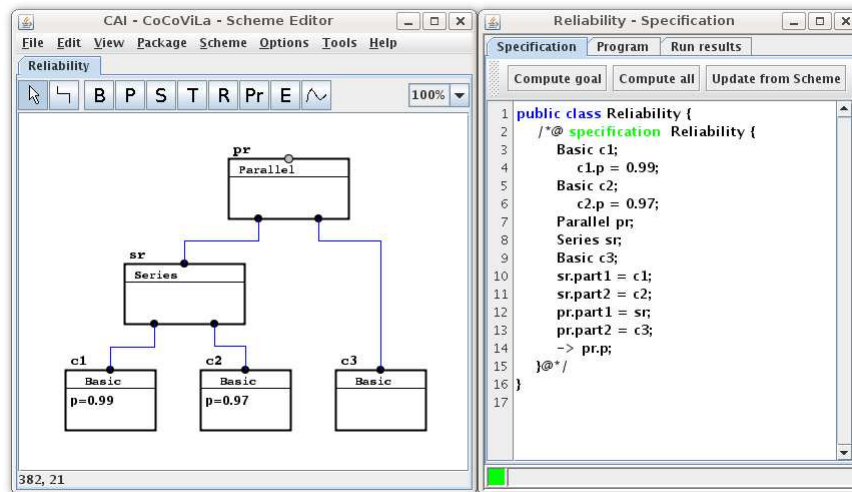 CAI - CoCoViLa - Scheme Editor
File Edit View Package Scheme Options Tools Help
Reliability
B P S T R Pr E 100%
pr
Parallel
sr
Series
c1 c2 c3
Basic Basic Basic
p=0.99 p=0.97
382, 21
Reliability - Specification
Specification Program Run results
Compute goal Compute all Update from Scheme
1 public class Reliability {
2 /*@ specification Reliability {
3 Basic c1;
4 c1.p = 0.99;
5 Basic c2;
6 c2.p = 0.97;
7 Parallel pr;
8 Series sr;
9 Basic c3;
10 sr.part1 = c1;
11 sr.part2 = c2;
12 pr.part1 = sr;
13 pr.part2 = c3;
14 -> pr.p;
15 }@*/
16 }
17